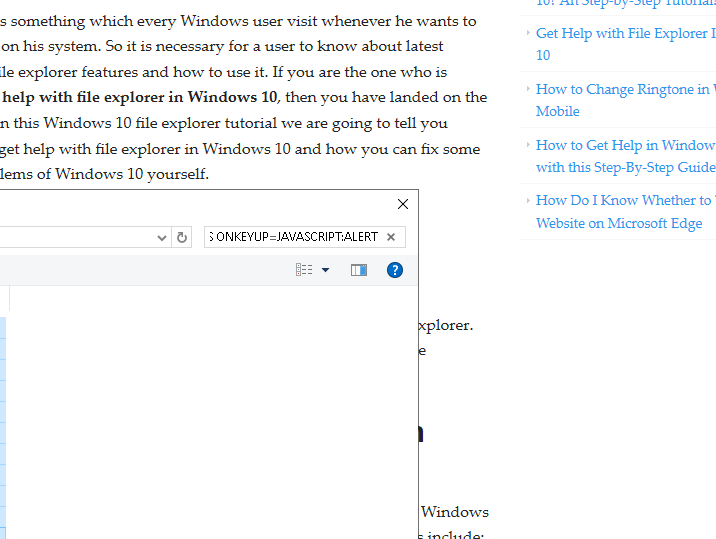 s something which every Windows user visit whenever he wants to
on his system. So it is necessary for a user to know about latest
ile explorer features and how to use it. If you are the one who is
help with file explorer in Windows 10, then you have landed on the
n this Windows 10 file explorer tutorial we are going to tell you
get help with file explorer in Windows 10 and how you can fix some
lems of Windows 10 yourself.
S ONKEYUP=JAVASCRIPT:ALERT
?
xplorer.
e
n
Windows
s include:
10? An Step-by-Step Tutorials
Get Help with File Explorer I
10
How to Change Ringtone in W
Mobile
How to Get Help in Window
with this Step-By-Step Guide
How Do I Know Whether to T
Website on Microsoft Edge